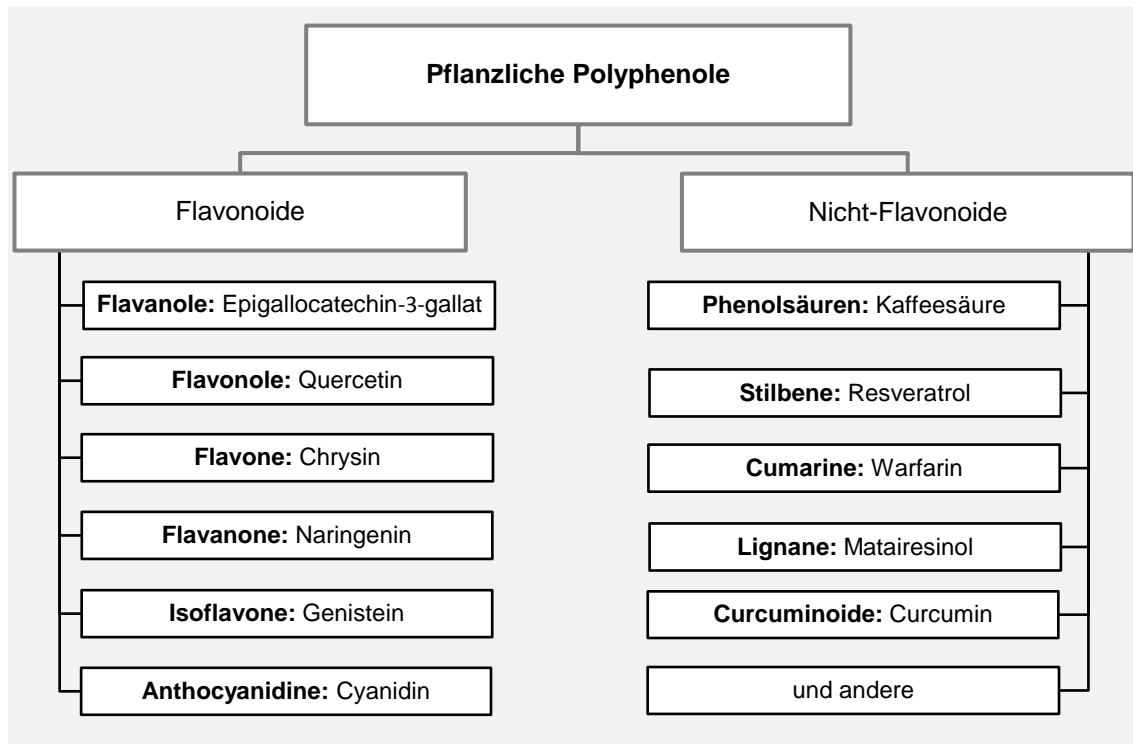 Pflanzliche Polyphenole
Flavonoide
Flavanole: Epigallocatechin-3-gallat
Flavonole: Quercetin
Flavone: Chrysin
Flavanone: Naringenin
Isoflavone: Genistein
Anthocyanidine: Cyanidin
Nicht-Flavonoide
Phenolsäuren: Kaffeesäure
Stilbene: Resveratrol
Cumarine: Warfarin
Lignane: Matairesinol
Curcuminoide: Curcumin
und andere